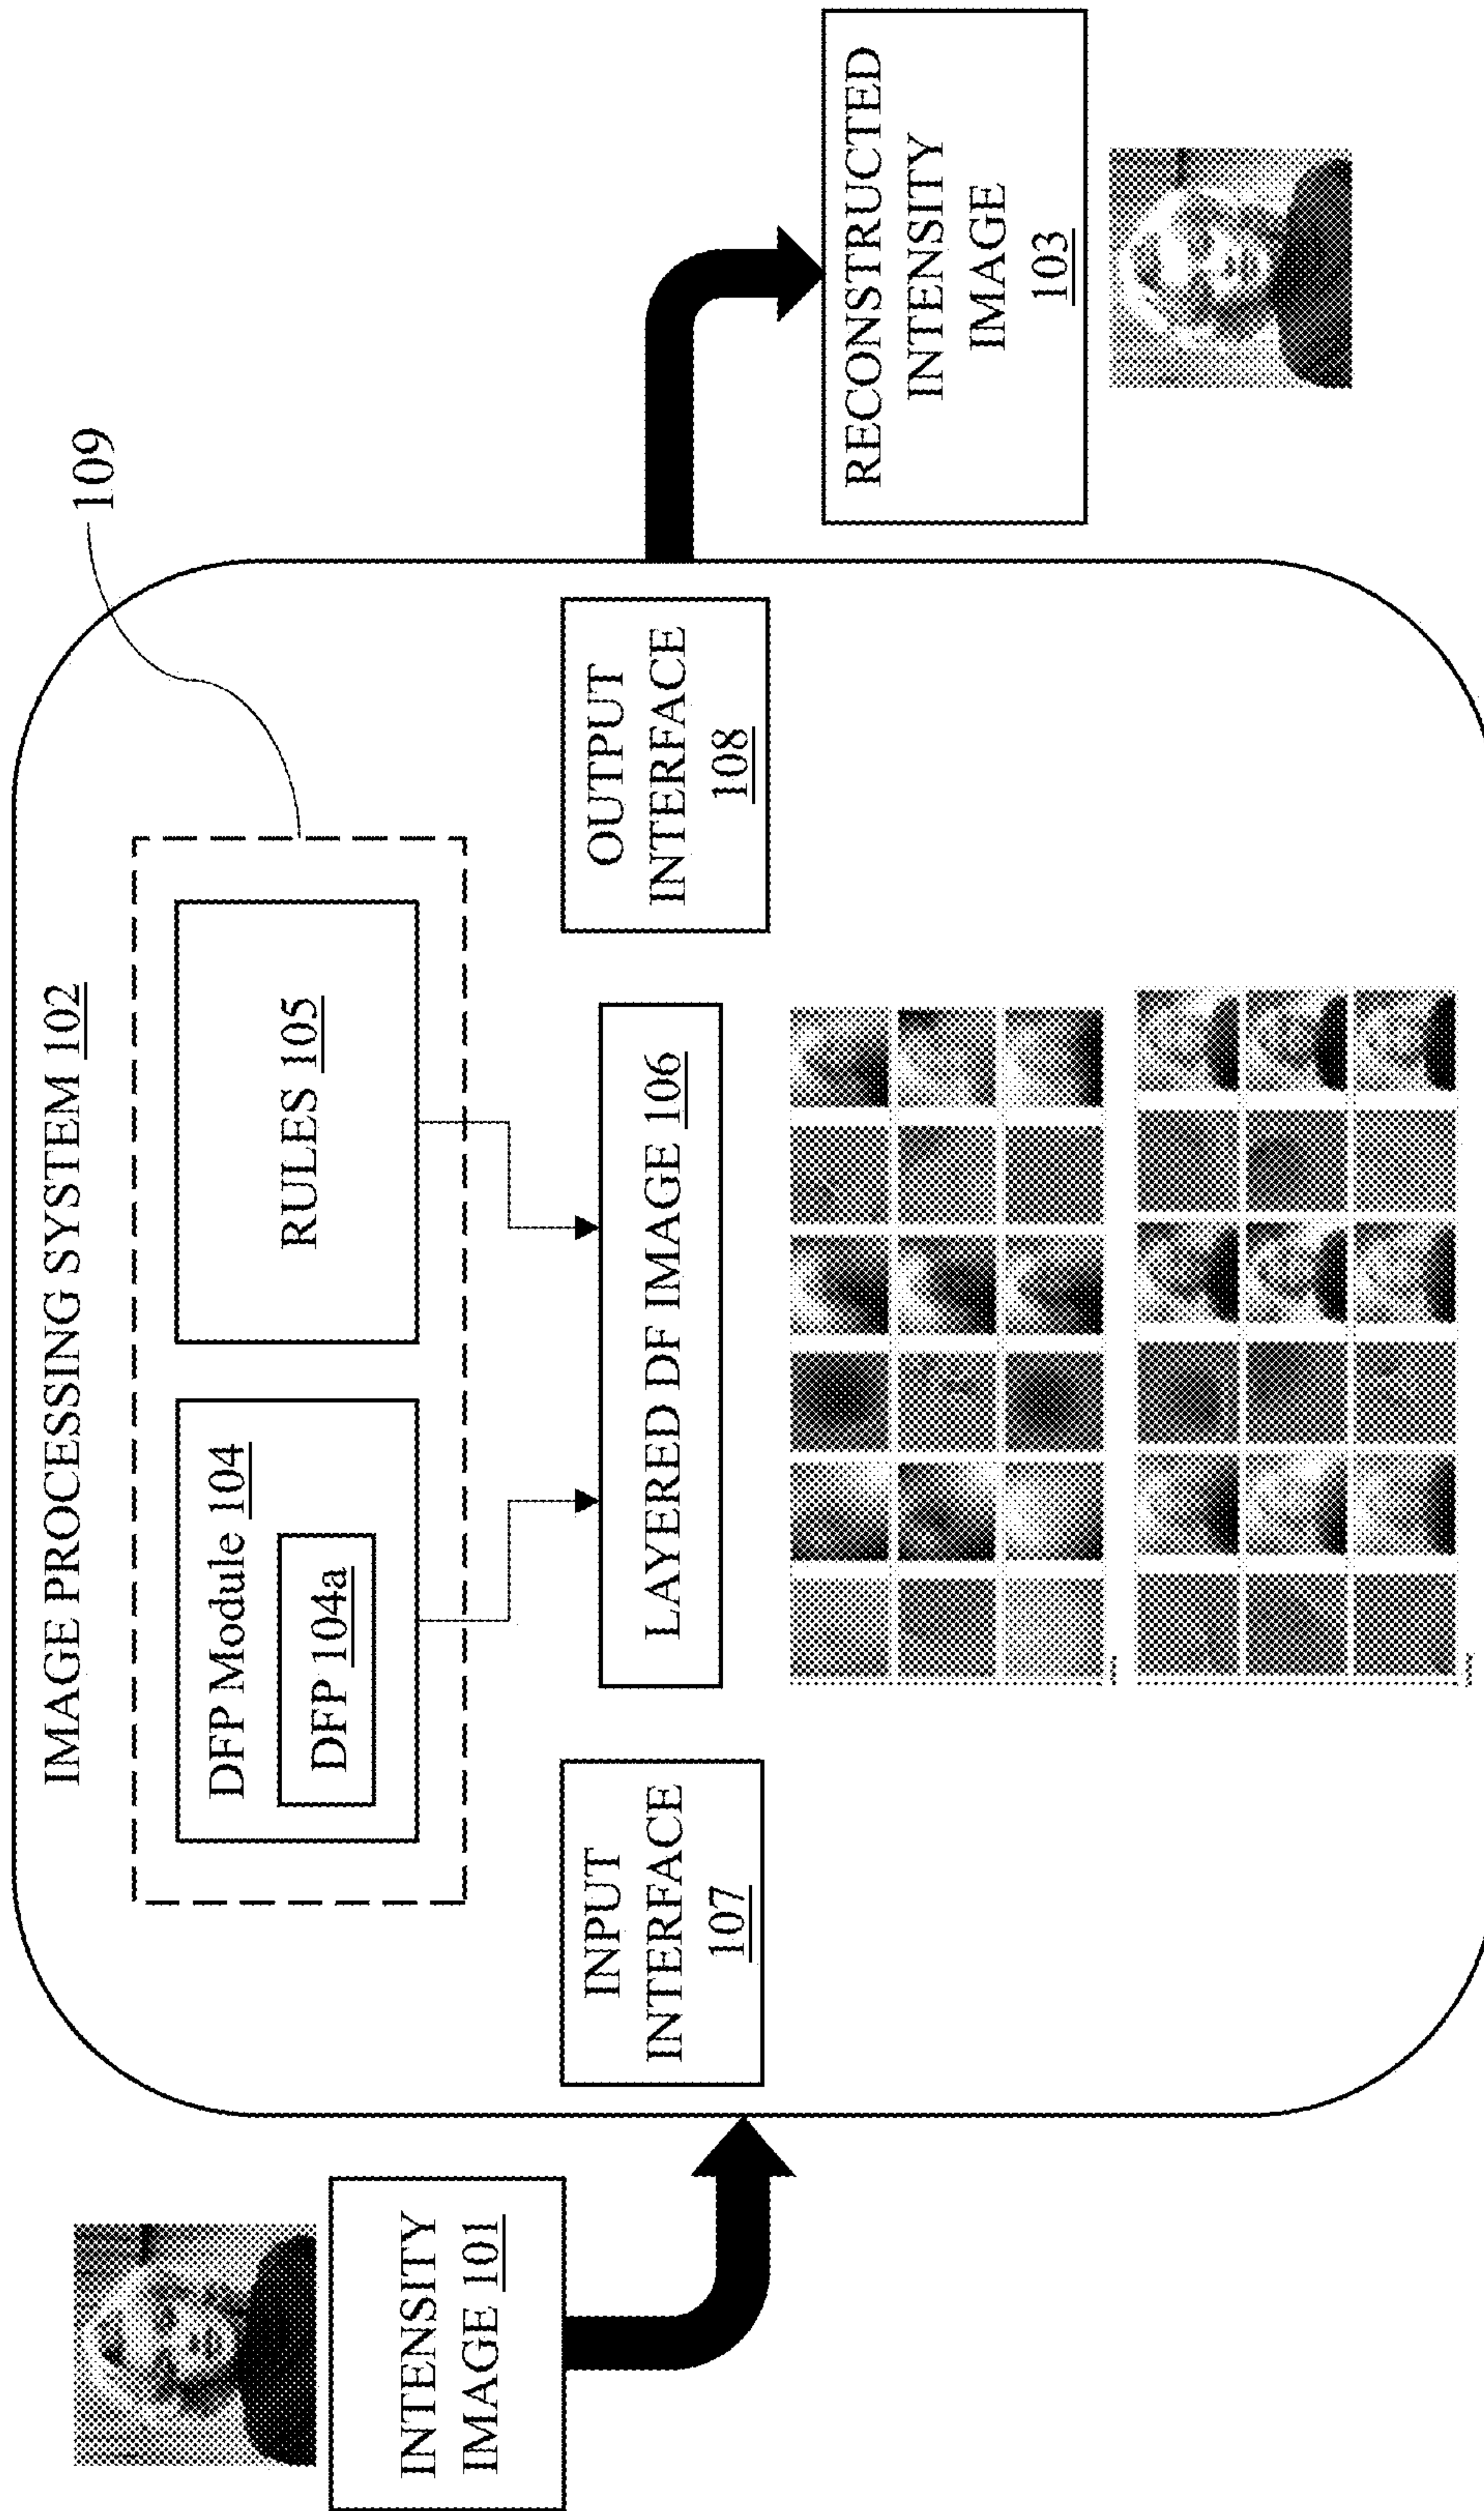 109
IMAGE PROCESSING SYSTEM 102
DFP Module 104
DFP 104a
RULES 105
INTENSITY
IMAGE 101
INPUT
INTERFACE
107
LAYERED DF IMAGE 106
OUTPUT
INTERFACE
108
RECONSTRUCTED
INTENSITY
IMAGE
103